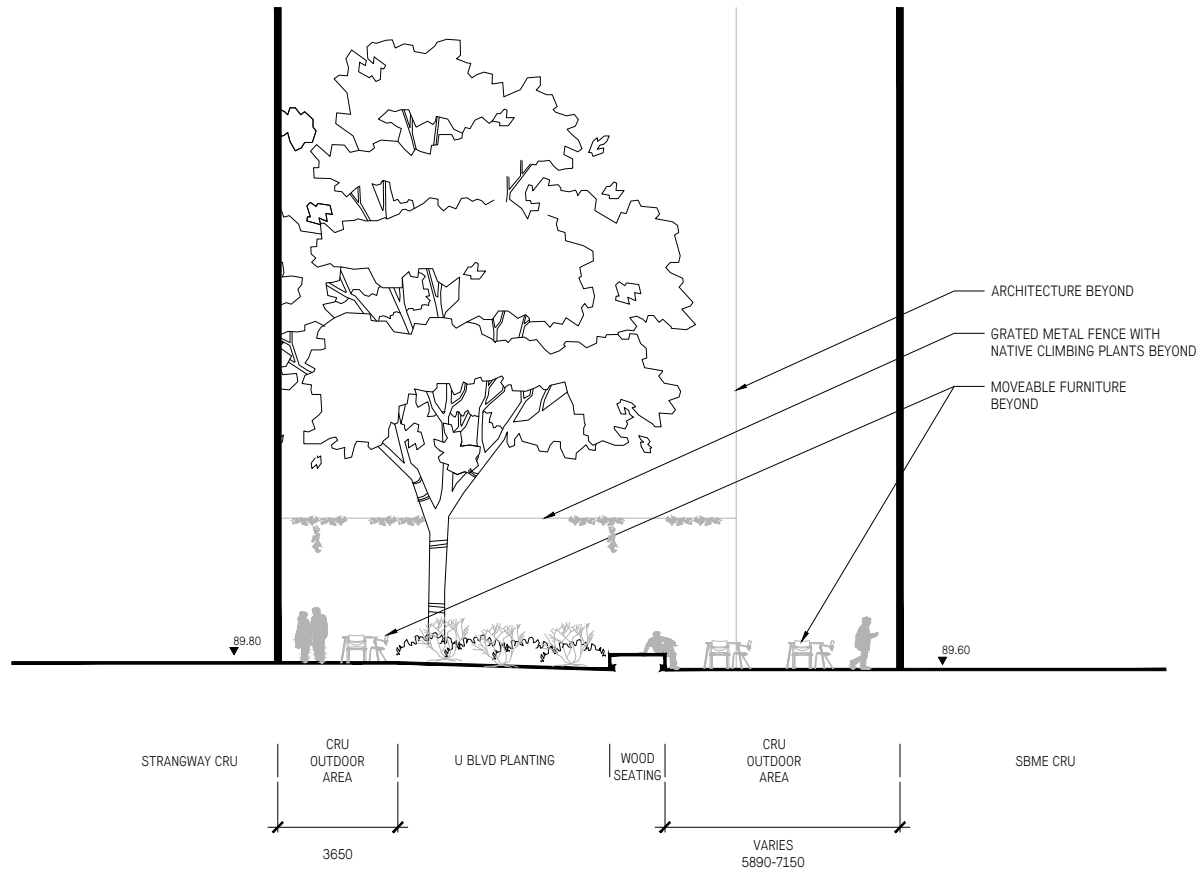 ARCHITECTURE BEYOND
GRATED METAL FENCE WITH
NATIVE CLIMBING PLANTS BEYOND
MOVEABLE FURNITURE
BEYOND
89.80
89.60
STRANGWAY CRU
CRU
OUTDOOR
AREA
U BLVD PLANTING
WOOD
SEATING
CRU
OUTDOOR
AREA
SBME CRU
3650
VARIES
5890-7150